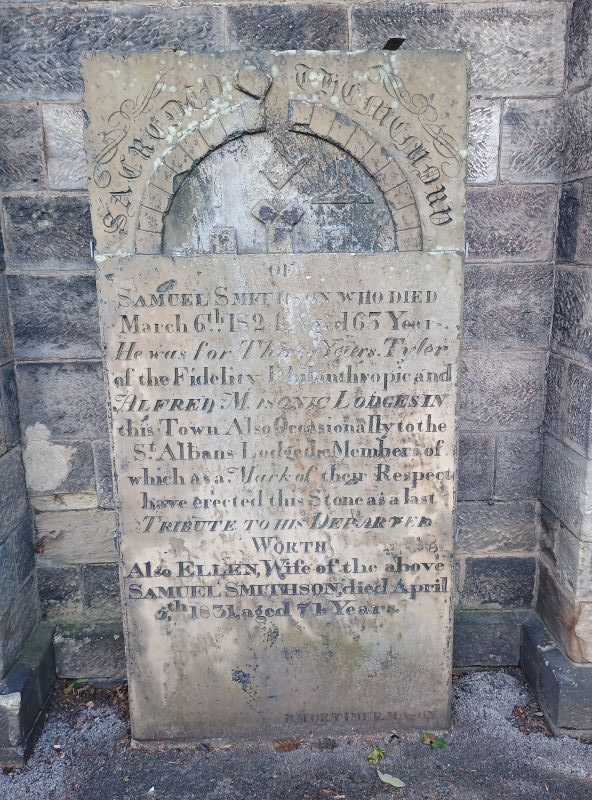 SACRED TO THE MEMORY
OF
SAMUEL SMITHSON WHO DIED
March 6th 1824, Aged 63 Years.
He was for Thirty Years, Tyler
of the Fidelity Philanthropic and
ALFRED MASONIC LODGES IN
this Town Also Occasionally to the
St. Albans Lodge the Members of
which as a Mark of their Respect
have erected this Stone as a last
TRIBUTE TO HIS DEPARTED
WORTH
Also ELLEN, Wife of the above
SAMUEL SMITHSON, died April
5th 1831, aged 71 Years.
MORTIMER, MASON